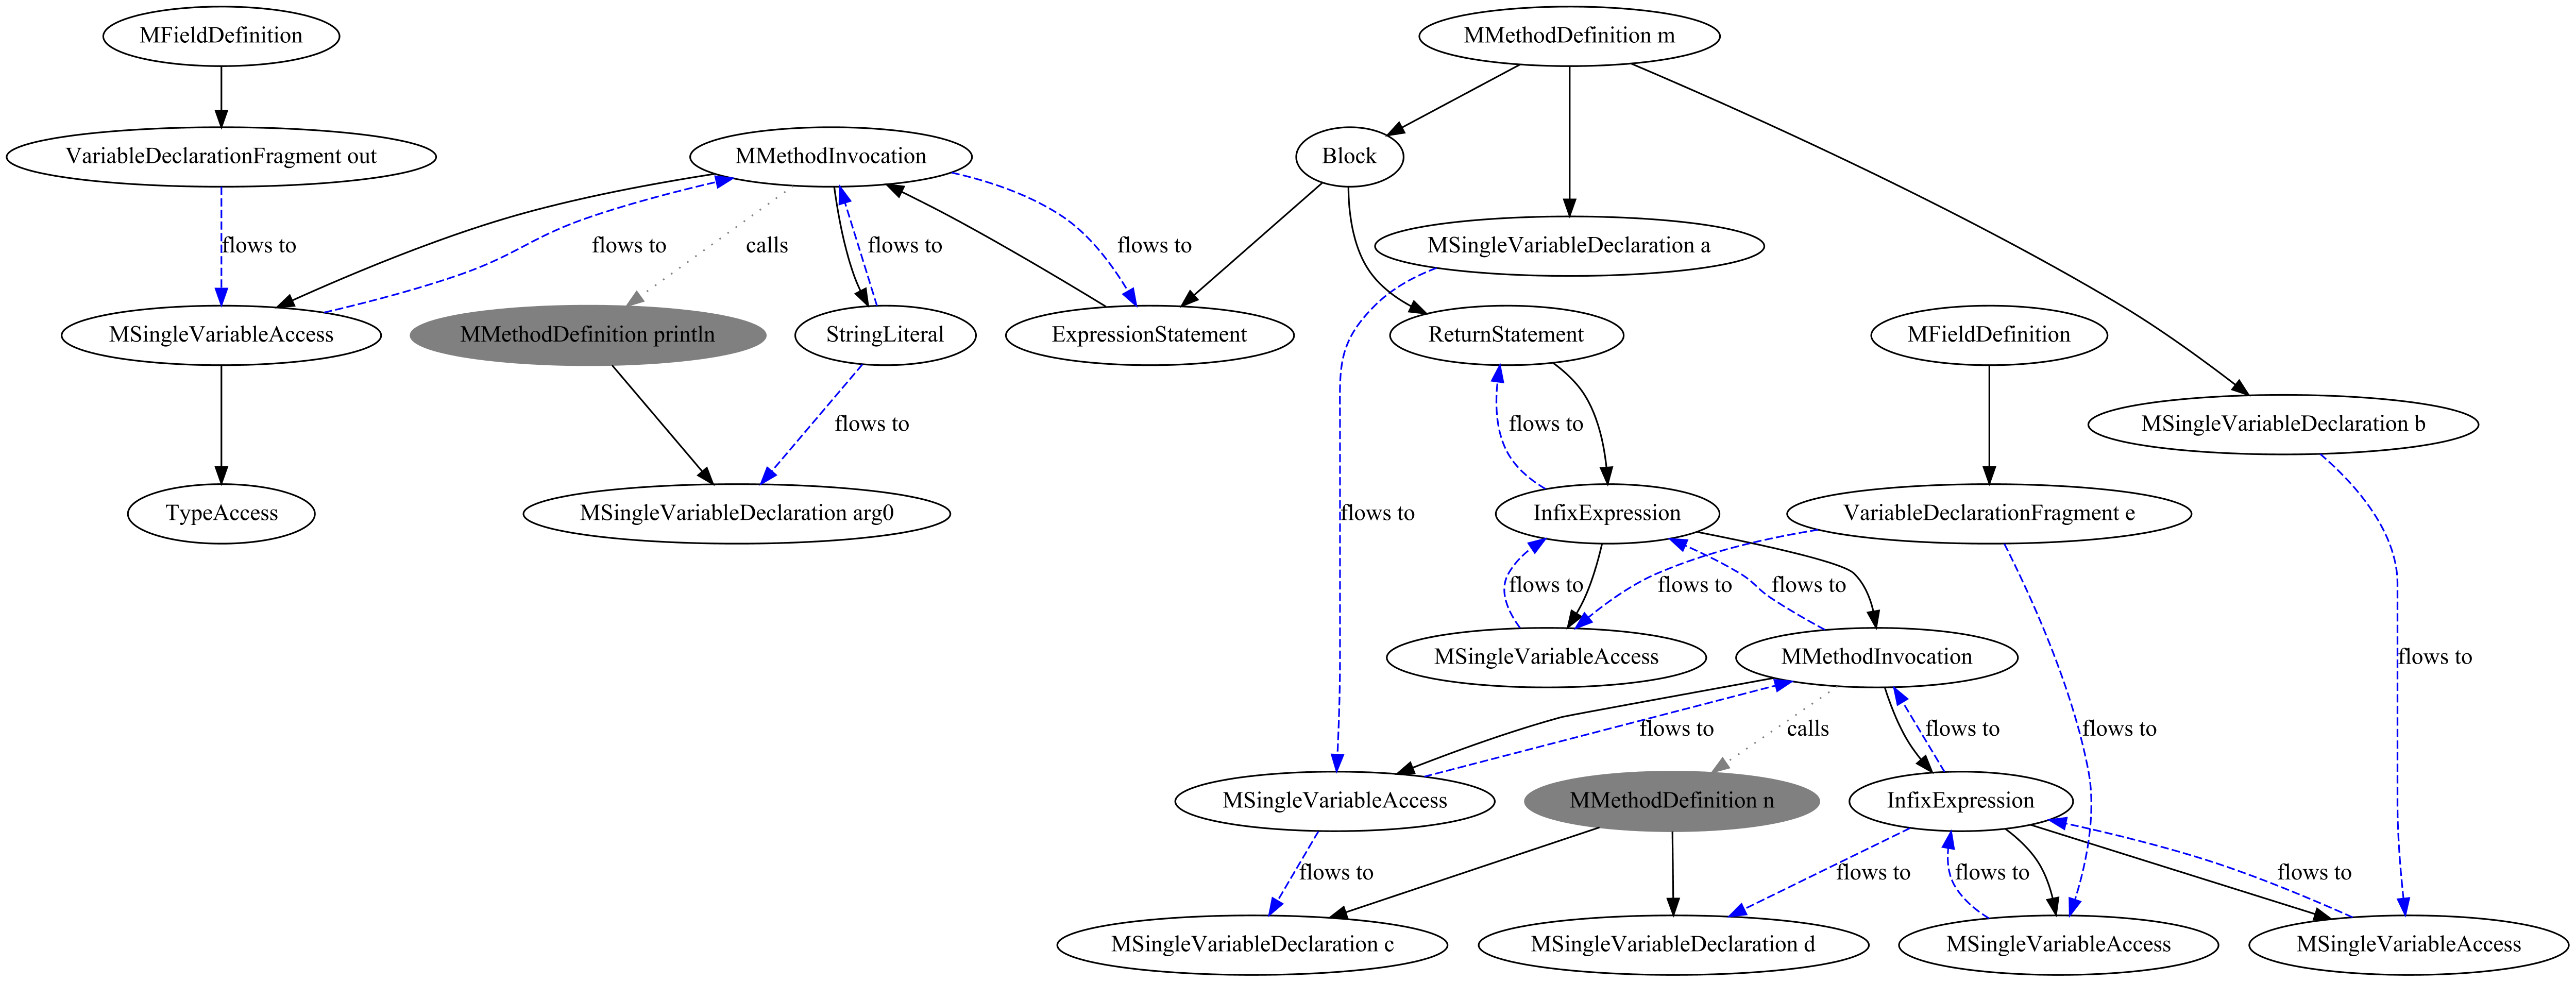 MFieldDefinition
MMethodDefinition m
VariableDeclarationFragment out
MMethodInvocation
Block
flows to
flows to
calls
flows to
flows to
MSingleVariableDeclaration a
MSingleVariableAccess
MMethodDefinition println
StringLiteral
ExpressionStatement
ReturnStatement
MFieldDefinition
flows to
flows to
MSingleVariableDeclaration b
TypeAccess
MSingleVariableDeclaration arg0
flows to
InfixExpression
VariableDeclarationFragment e
flows to
flows to
flows to
MSingleVariableAccess
MMethodInvocation
flows to
flows to
calls
flows to
flows to
MSingleVariableAccess
MMethodDefinition n
InfixExpression
flows to
flows to
flows to
flows to
MSingleVariableDeclaration c
MSingleVariableDeclaration d
MSingleVariableAccess
MSingleVariableAccess